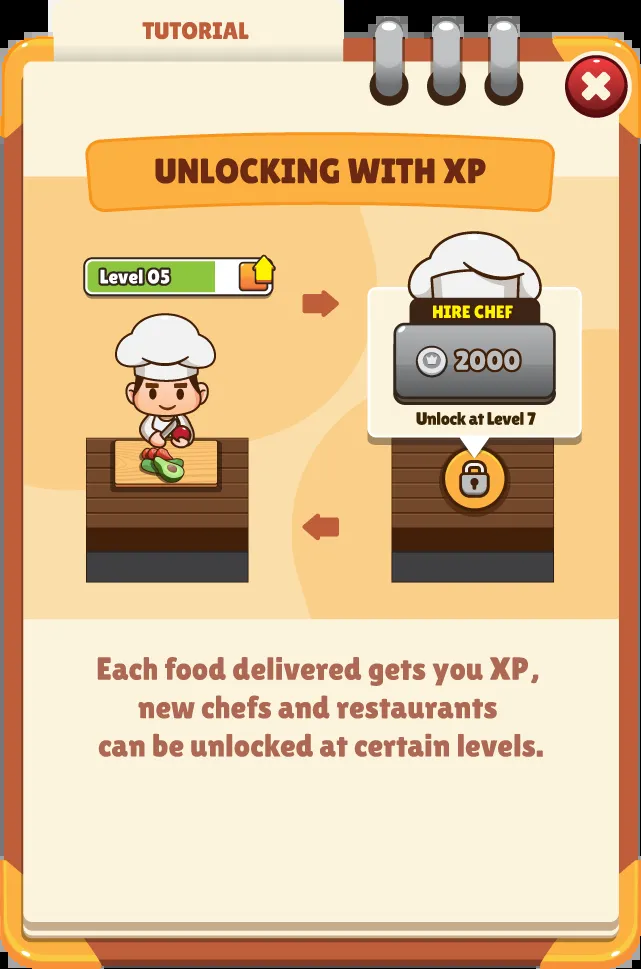 TUTORIAL
UNLOCKING WITH XP
Level 05
HIRE CHEF
2000
Unlock at Level 7
Each food delivered gets you XP,
new chefs and restaurants
can be unlocked at certain levels.